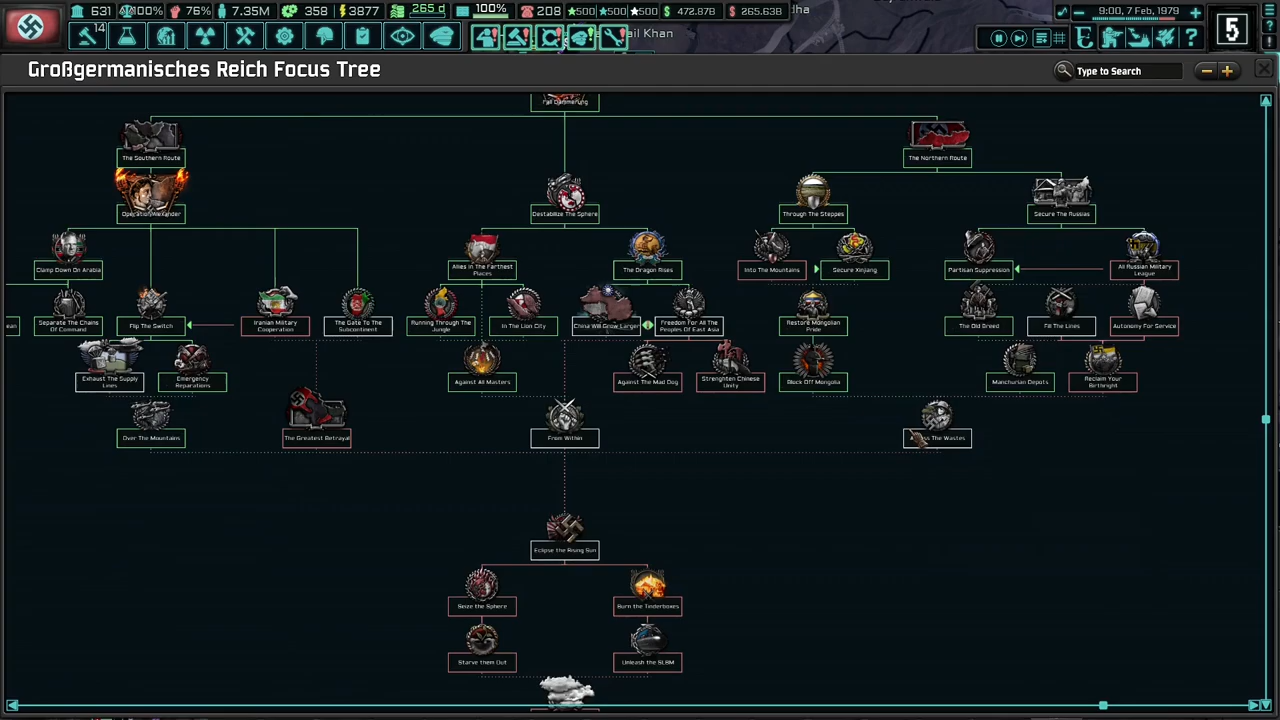 631 100% 76% 7.35M 358 3877 265 d 100% 208 500 500 500 472.87B 265.63B
9:00, 7 Feb, 1979
5
14
ail Khan
Großgermanisches Reich Focus Tree
Type to Search
The Southern Route
The Northern Route
Operation Alexander
Destabilize The Sphere
Through The Steppes
Secure The Russias
Clamp Down On Arabia
Allies In The Farthest
Places
The Dragon Rises
Into The Mountains
Secure Xinjiang
Partisan Suppression
All Russian Military
League
Separate The Chains
Of Command
Flip The Switch
Iranian Military
Cooperation
The Gate To The
Subcontinent
Running Through The
Jungle
In The Lion City
China Will Grow Larger
Freedom For All The
Peoples Of East Asia
Restore Mongolian
Pride
The Old Breed
Fill The Lines
Autonomy For Service
Exhaust The Supply
Lines
Emergency
Reparations
Against All Masters
Against The Mad Dog
Strenghten Chinese
Unity
Block Off Mongolia
Manchurian Depots
Reclaim Your
Birthright
Over The Mountains
The Greatest Betrayal
From Within
The Wastes
Eclipse the Rising Sun
Seize the Sphere
Burn the Tinderboxes
Starve them Out
Unleash the SLBM